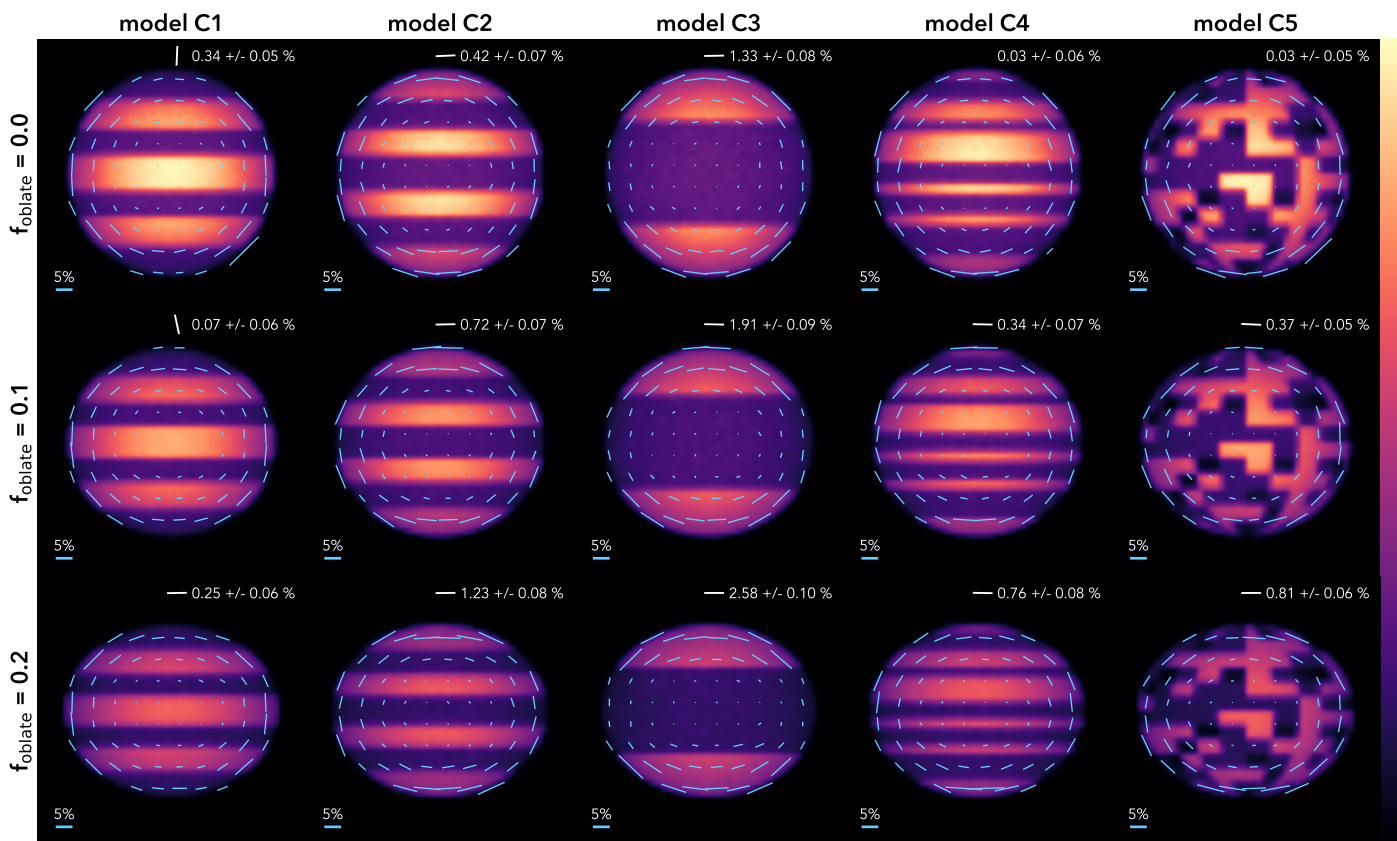 model C1 model C2 model C3 model C4 model C5
f_oblate = 0.0
0.34 +/- 0.05 % 0.42 +/- 0.07 % 1.33 +/- 0.08 % 0.03 +/- 0.06 % 0.03 +/- 0.05 %
5% 5% 5% 5% 5%
f_oblate = 0.1
0.07 +/- 0.06 % 0.72 +/- 0.07 % 1.91 +/- 0.09 % 0.34 +/- 0.07 % 0.37 +/- 0.05 %
5% 5% 5% 5% 5%
f_oblate = 0.2
0.25 +/- 0.06 % 1.23 +/- 0.08 % 2.58 +/- 0.10 % 0.76 +/- 0.08 % 0.81 +/- 0.06 %
5% 5% 5% 5% 5%